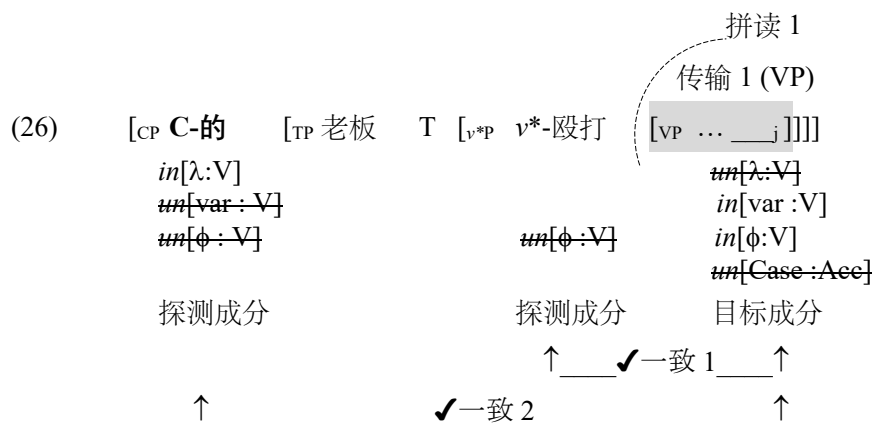 拼读 1
传输 1 (VP)
(26) [CP C-的 [TP 老板 T [v*P v*-殴打 [VP … ___j ]]]]
in[λ:V] un[λ:V]
un[var : V] in[var :V]
un[ϕ : V] un[ϕ :V] in[ϕ:V]
un[Case :Acc]
探测成分 探测成分 目标成分
↑____✔一致 1____↑
↑ ✔一致 2 ↑